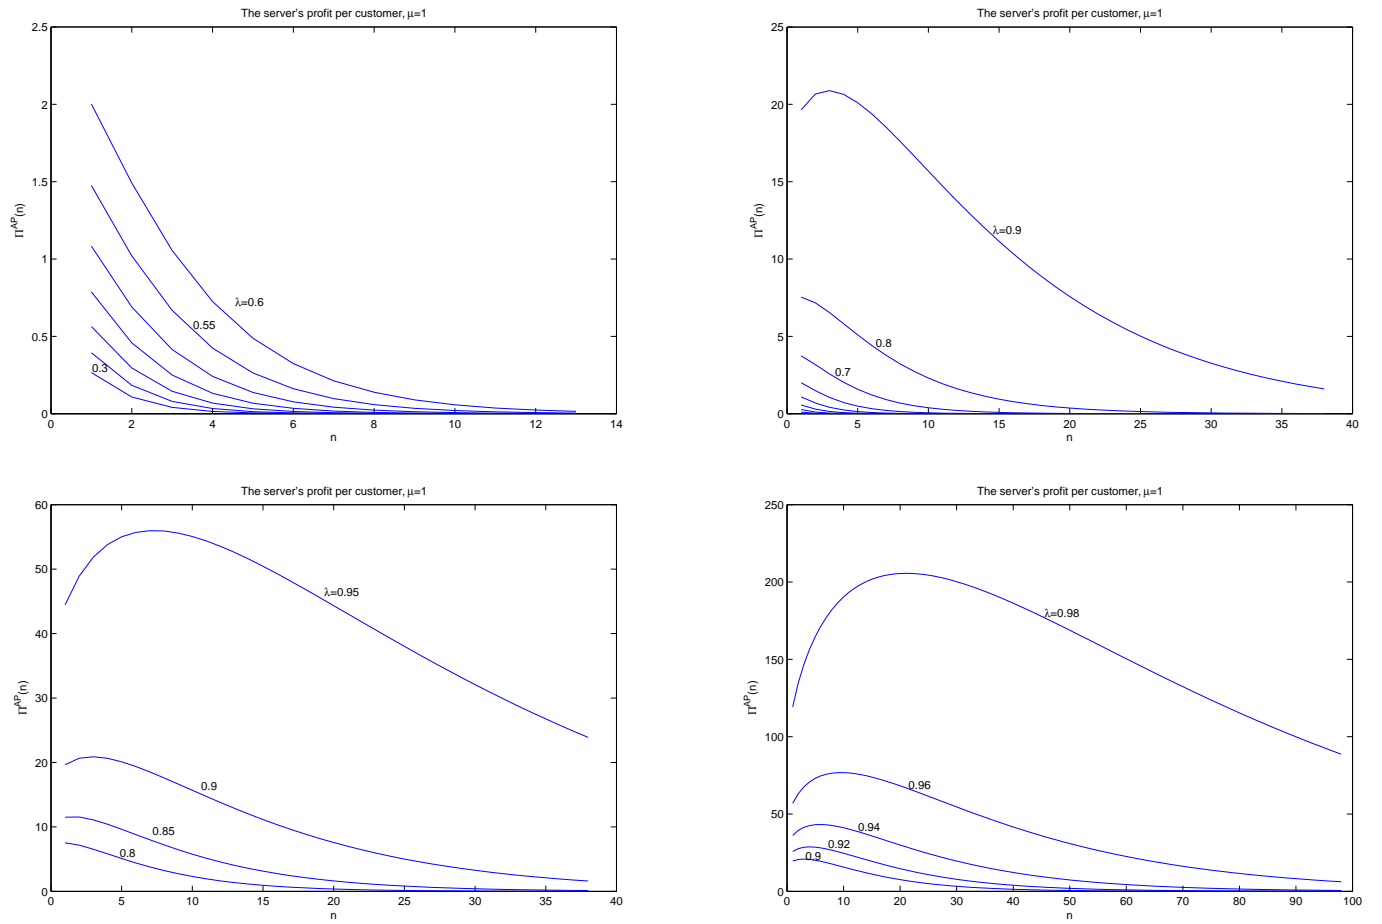 The server's profit per customer, μ=1
2.5
2
1.5
1
0.5
0
Π^AP(n)
λ=0.6
0.55
0.3
0 2 4 6 8 10 12 14
n
The server's profit per customer, μ=1
25
20
15
10
5
0
Π^AP(n)
λ=0.9
0.8
0.7
0 5 10 15 20 25 30 35 40
n
The server's profit per customer, μ=1
60
50
40
30
20
10
0
Π^AP(n)
λ=0.95
0.9
0.85
0.8
0 5 10 15 20 25 30 35 40
n
The server's profit per customer, μ=1
250
200
150
100
50
0
Π^AP(n)
λ=0.98
0.96
0.94
0.92
0.9
0 10 20 30 40 50 60 70 80 90 100
n